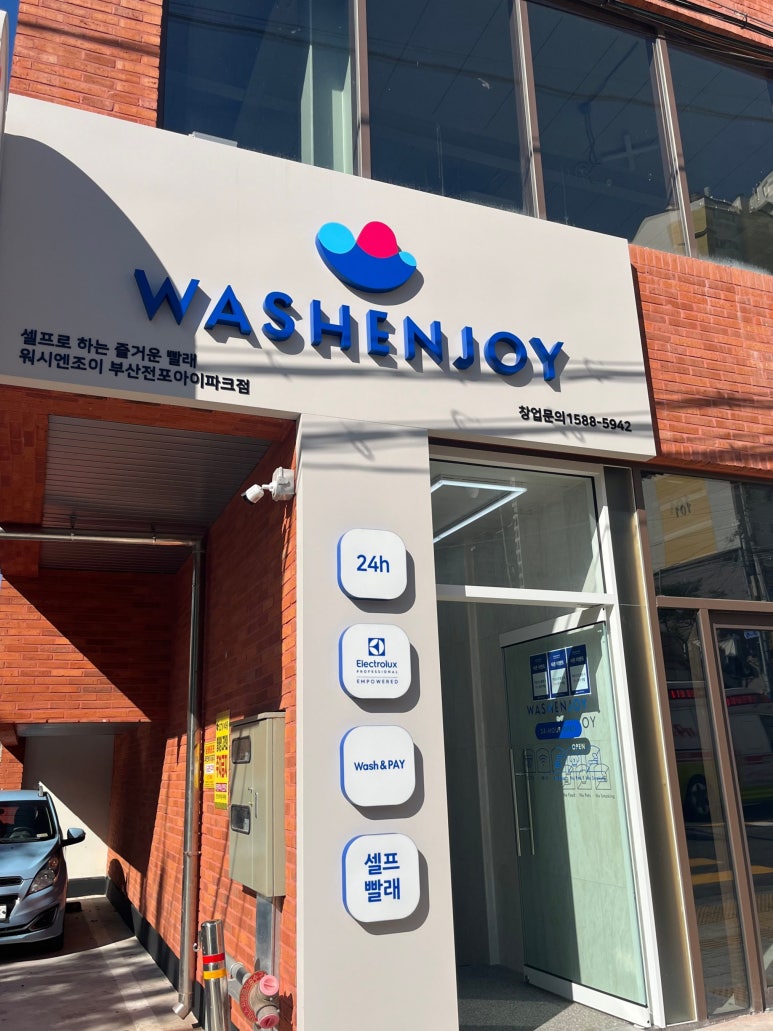 WASHENJOY
셀프로 하는 즐거운 빨래
워시엔조이 부산전포아이파크점
창업문의1588-5942
24h
Electrolux
PROFESSIONAL
EMPOWERED
Wash & PAY
셀프
빨래
WASHENJOY
OPEN
101